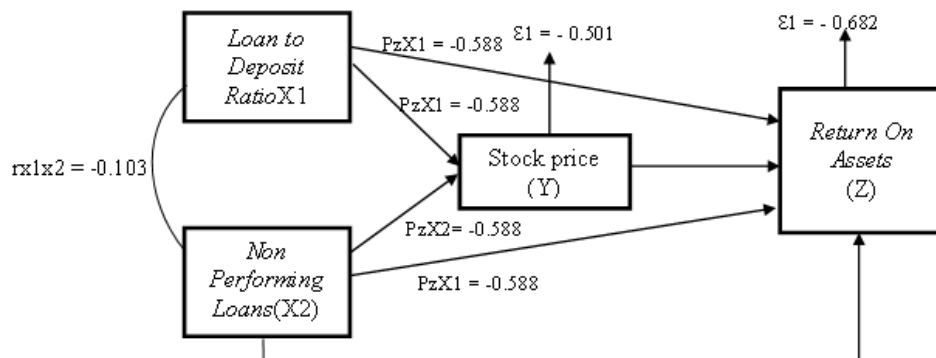 Loan to
Deposit
RatioX1
PzX1 = -0.588
Ɛ1 = - 0.501
Ɛ1 = - 0.682
PzX1 = -0.588
rx1x2 = -0.103
Stock price
(Y)
Return On
Assets
(Z)
PzX2= -0.588
Non
Performing
Loans(X2)
PzX1 = -0.588